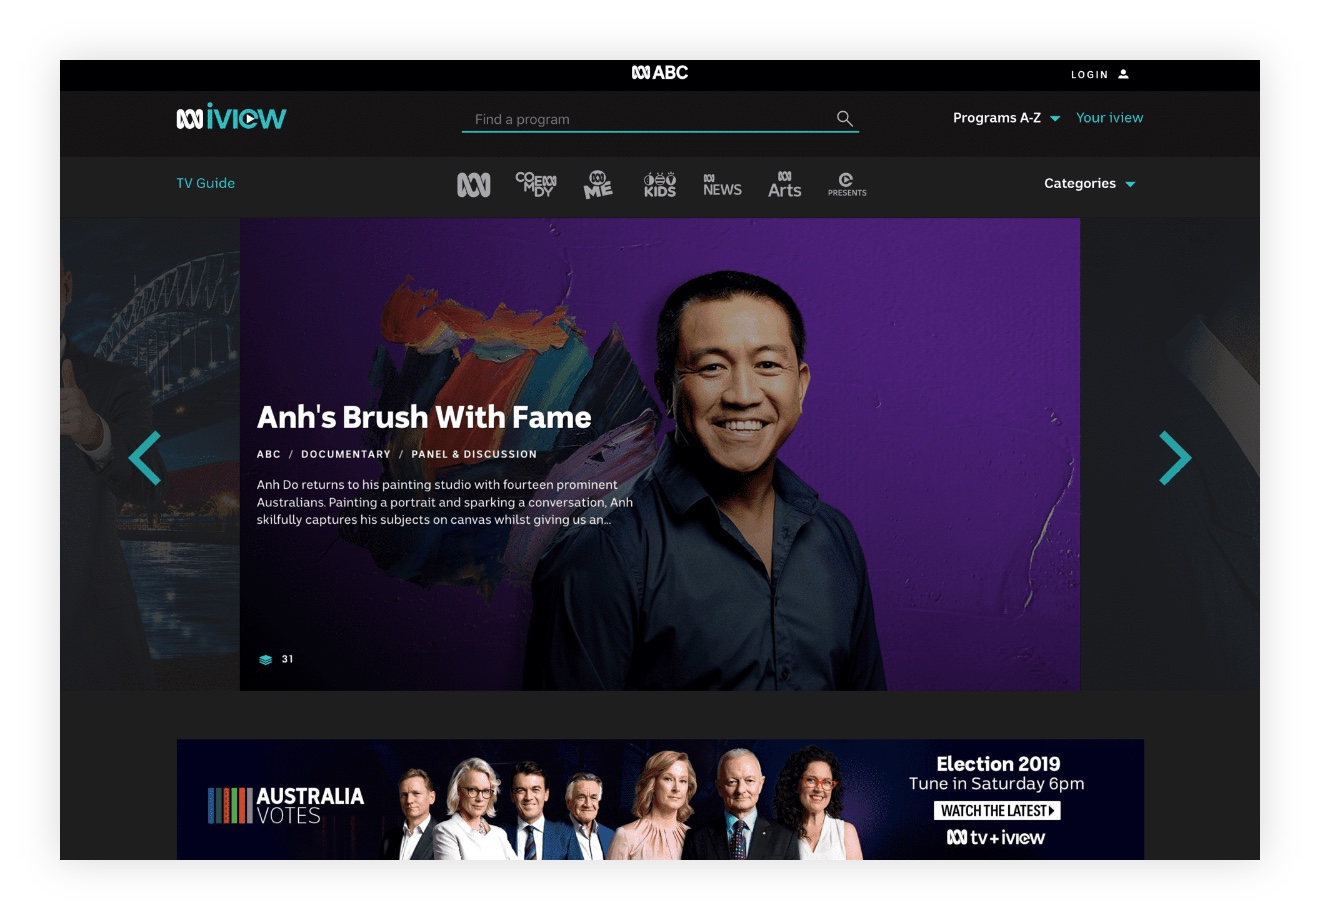 ABC
LOGIN
iview
Find a program
Programs A-Z
Your iview
TV Guide
COMEDY
ME
KIDS
NEWS
Arts
PRESENTS
Categories
Anh's Brush With Fame
ABC / DOCUMENTARY / PANEL & DISCUSSION
Anh Do returns to his painting studio with fourteen prominent
Australians. Painting a portrait and sparking a conversation, Anh
skilfully captures his subjects on canvas whilst giving us an...
31
AUSTRALIA
VOTES
Election 2019
Tune in Saturday 6pm
WATCH THE LATEST
tv + iview